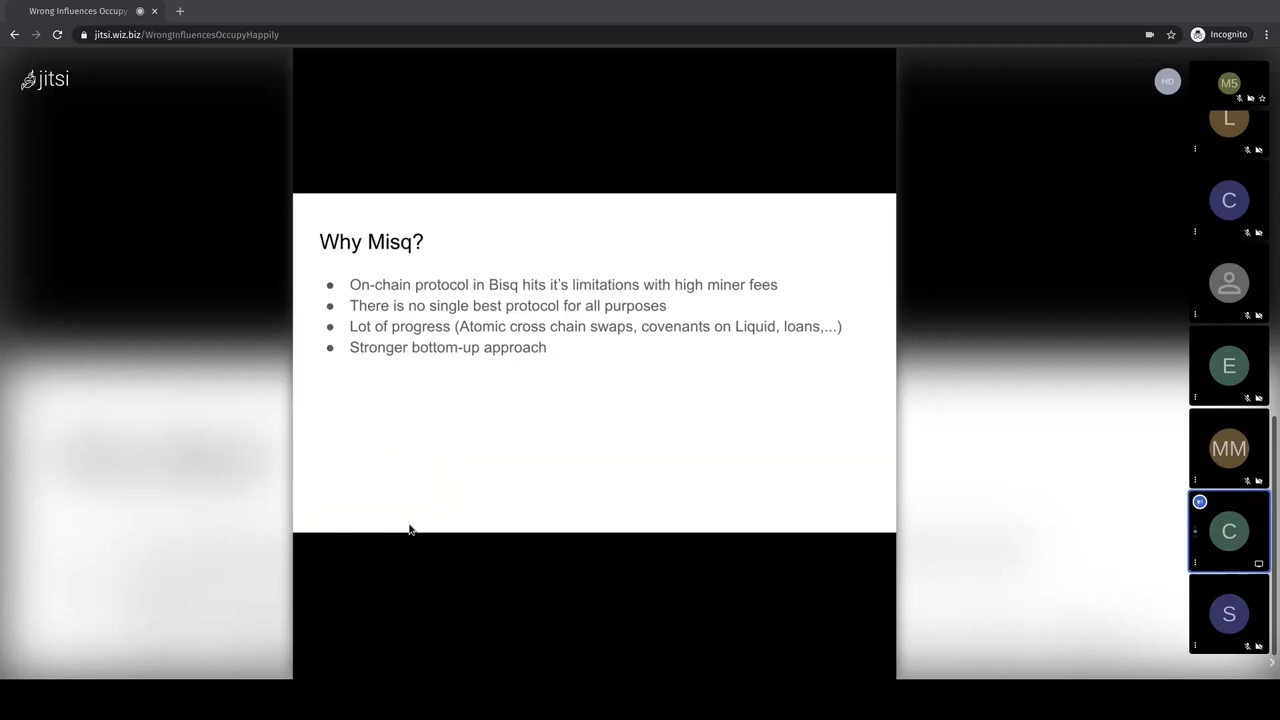 Wrong Influences Occupy
jitsi.wiz.biz/WrongInfluencesOccupyHappily
Incognito
jitsi
HD
M5
L
C
Why Misq?
● On-chain protocol in Bisq hits it's limitations with high miner fees
● There is no single best protocol for all purposes
● Lot of progress (Atomic cross chain swaps, covenants on Liquid, loans,...)
● Stronger bottom-up approach
E
MM
C
S